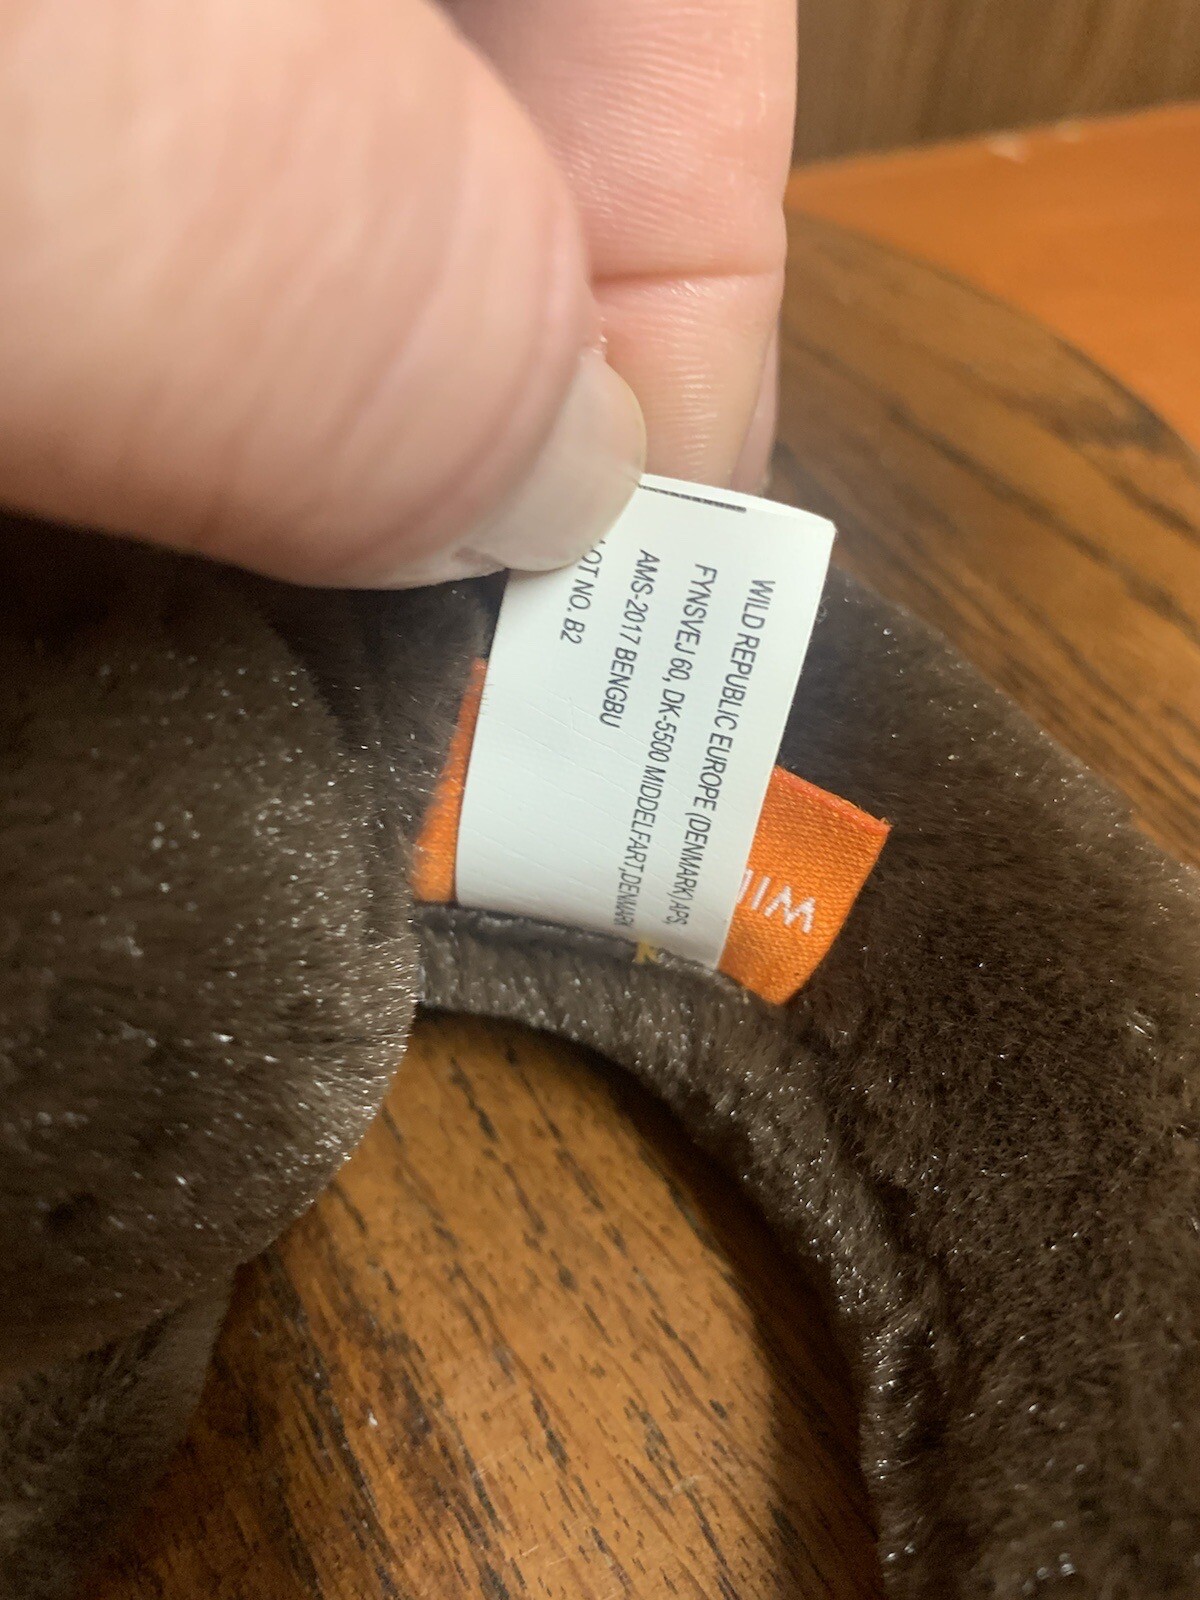 WILD REPUBLIC EUROPE (DENMARK) APS,
FYNSVEJ 60, DK-5500 MIDDELFART,DENMARK
AMS-2017 BENGBU
LOT NO. B2